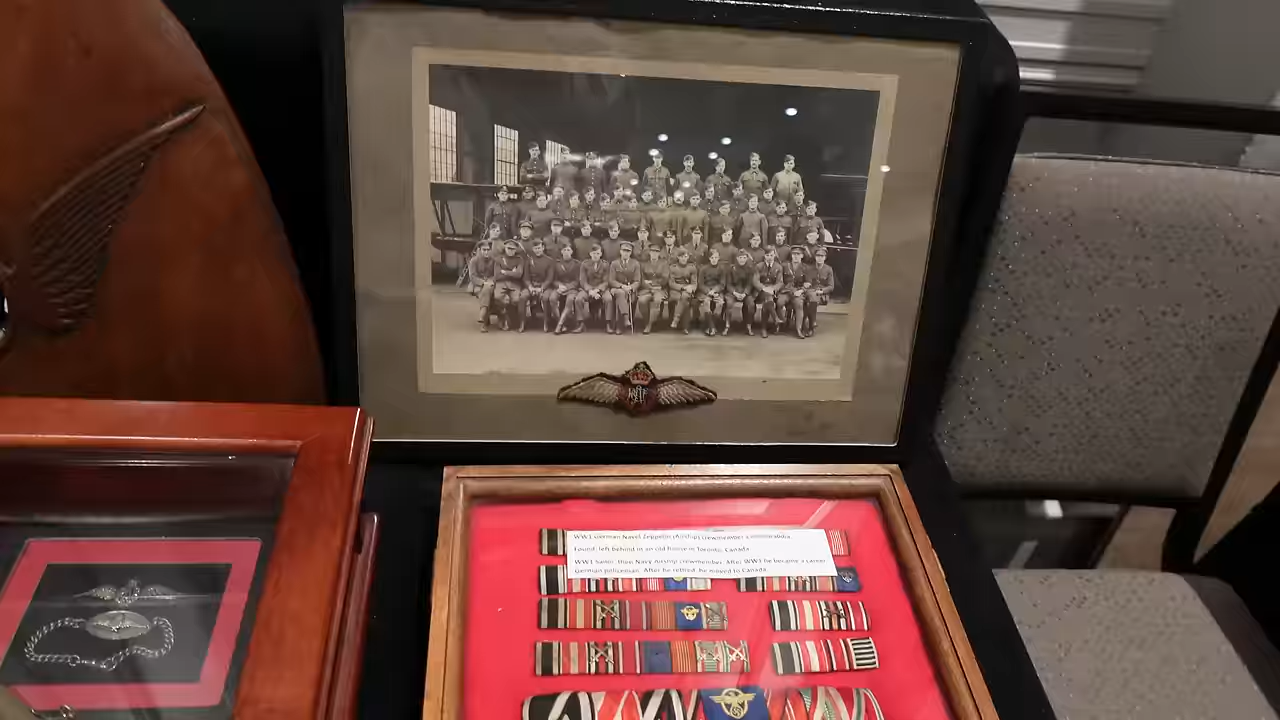 WW1 German Naval Zeppelin (Airship) crewmember memorabilia.
Found: left behind in an old house in Toronto, Canada.
WW1 Sailor then Navy Airship crewmember. After WW1 he became a career
German policeman. After he retired he moved to Canada.